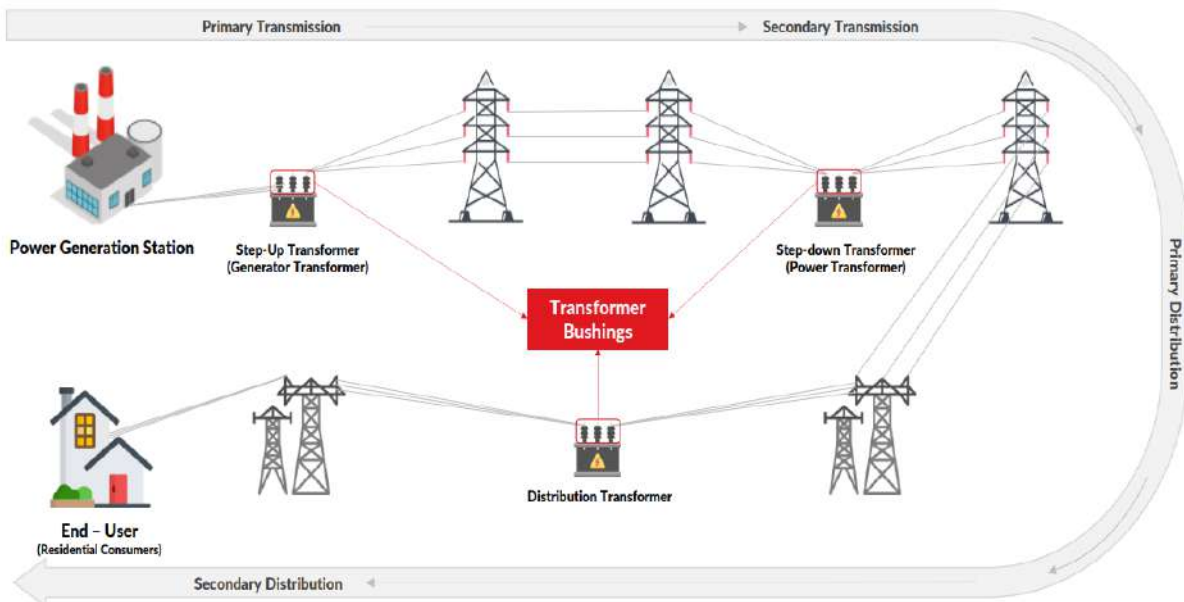 Primary Transmission
Secondary Transmission
Power Generation Station
Step-Up Transformer
(Generator Transformer)
Step-down Transformer
(Power Transformer)
Transformer
Bushings
Primary Distribution
Distribution Transformer
End – User
(Residential Consumers)
Secondary Distribution